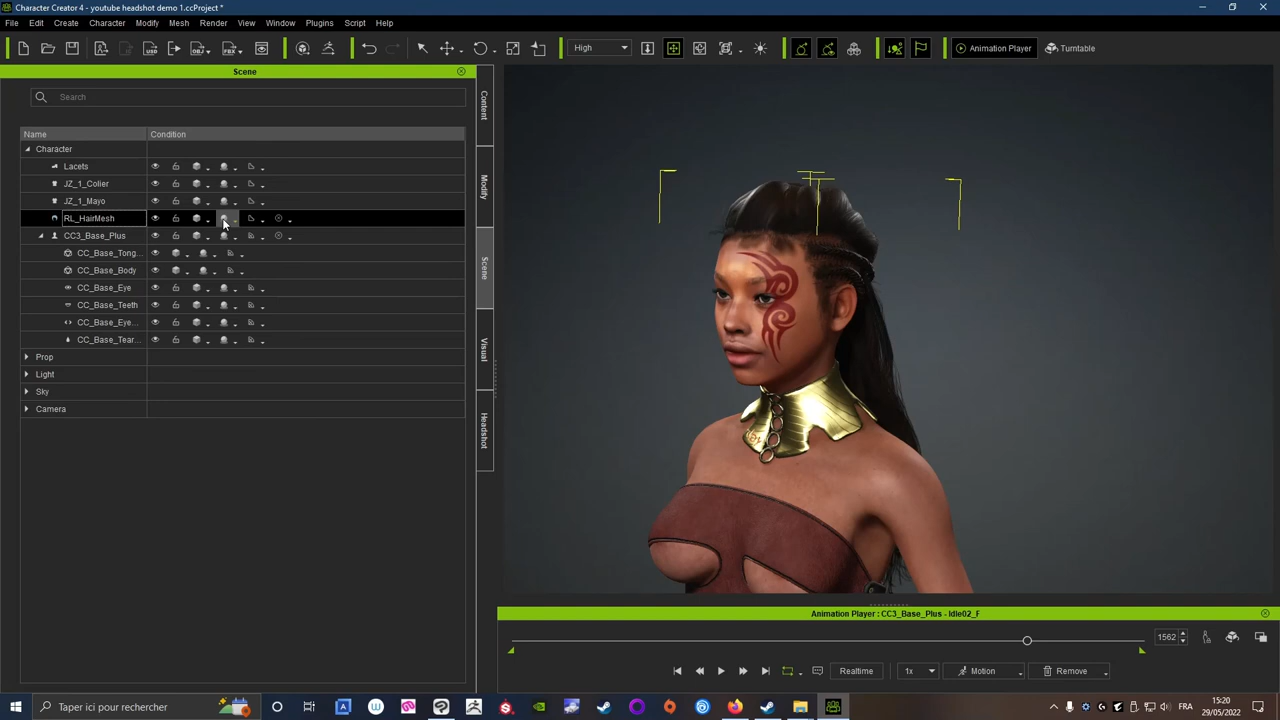 Character Creator 4 - youtube headshot demo 1.ccProject *
File Edit Create Character Modify Mesh Render View Window Plugins Script Help
High Animation Player Turntable
Scene
Search
Name Condition
Character
Lacets
JZ_1_Colier
JZ_1_Mayo
RL_HairMesh
CC3_Base_Plus
CC_Base_Tong...
CC_Base_Body
CC_Base_Eye
CC_Base_Teeth
CC_Base_Eye...
CC_Base_Tear...
Prop
Light
Sky
Camera
Content
Modify
Scene
Visual
Headshot
Animation Player : CC3_Base_Plus - Idle02_F
1562
Realtime 1x Motion Remove
Taper ici pour rechercher
FRA
15:20
29/05/2022